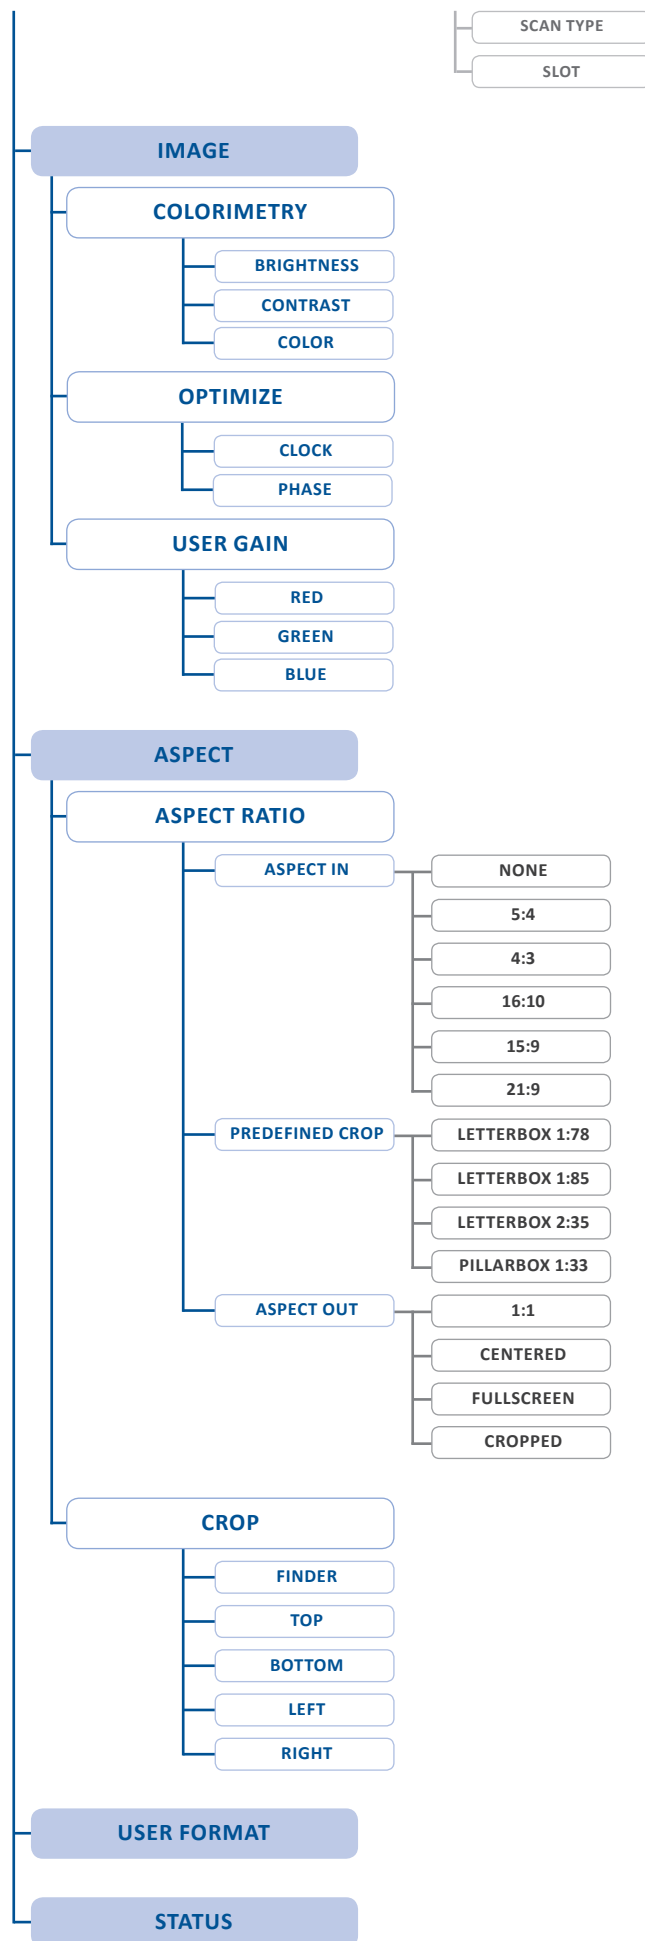 SCAN TYPE
SLOT
IMAGE
COLORIMETRY
BRIGHTNESS
CONTRAST
COLOR
OPTIMIZE
CLOCK
PHASE
USER GAIN
RED
GREEN
BLUE
ASPECT
ASPECT RATIO
ASPECT IN
NONE
5:4
4:3
16:10
15:9
21:9
PREDEFINED CROP
LETTERBOX 1:78
LETTERBOX 1:85
LETTERBOX 2:35
PILLARBOX 1:33
ASPECT OUT
1:1
CENTERED
FULLSCREEN
CROPPED
CROP
FINDER
TOP
BOTTOM
LEFT
RIGHT
USER FORMAT
STATUS